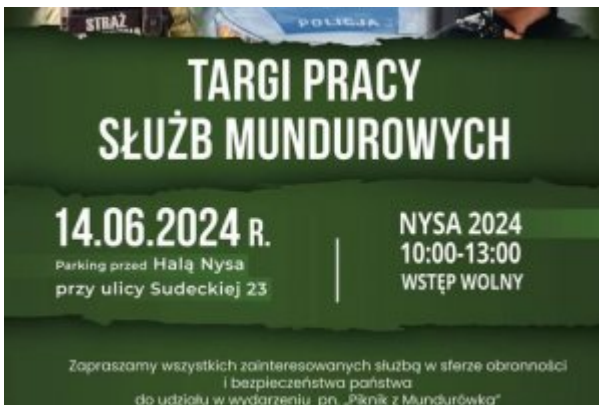 STRAŻ
POLICJA
TARGI PRACY
SŁUŻB MUNDUROWYCH
14.06.2024 R.
Parking przed Halą Nysa
przy ulicy Sudeckiej 23
NYSA 2024
10:00-13:00
WSTĘP WOLNY
Zapraszamy wszystkich zainteresowanych służbą w sferze obronności
i bezpieczeństwa państwa
do udziału w wydarzeniu pn. „Piknik z Mundurówką"